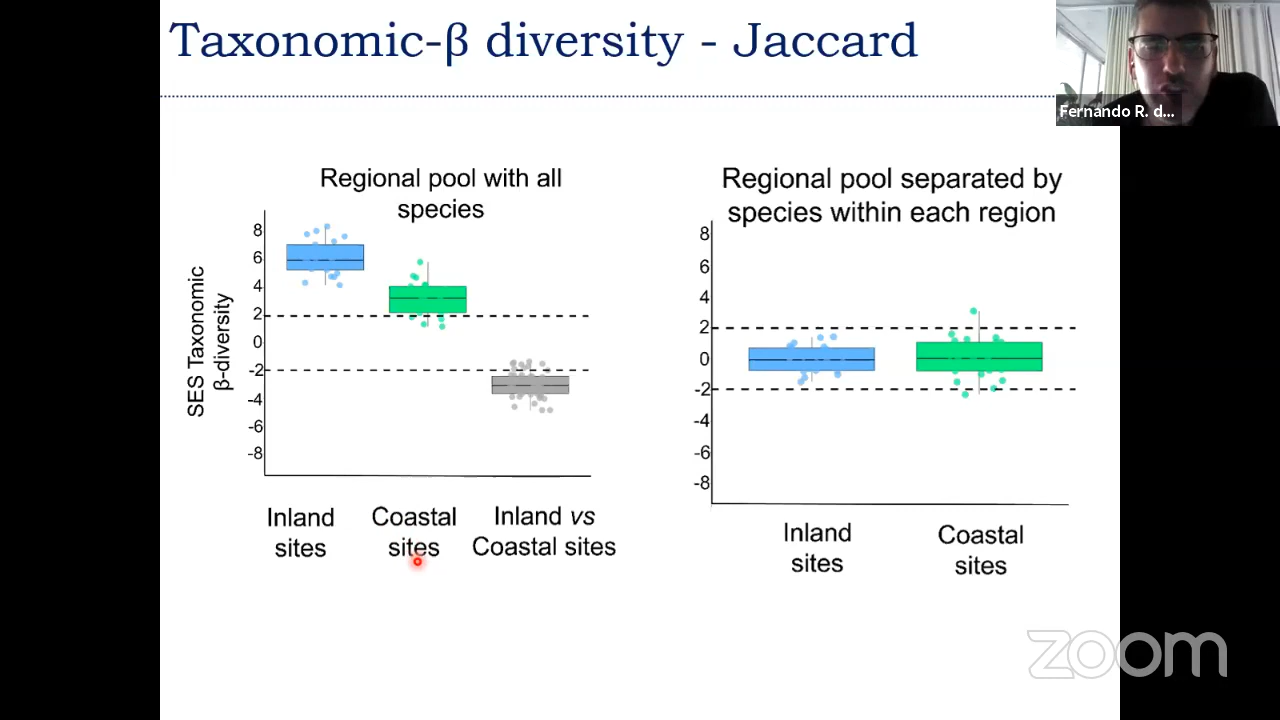 Taxonomic-β diversity - Jaccard
Fernando R. d...
Regional pool with all
species
SES Taxonomic
β-diversity
8
6
4
2
0
-2
-4
-6
-8
Inland
sites
Coastal
sites
Inland vs
Coastal sites
Regional pool separated by
species within each region
8
6
4
2
0
-2
-4
-6
-8
Inland
sites
Coastal
sites
zoom